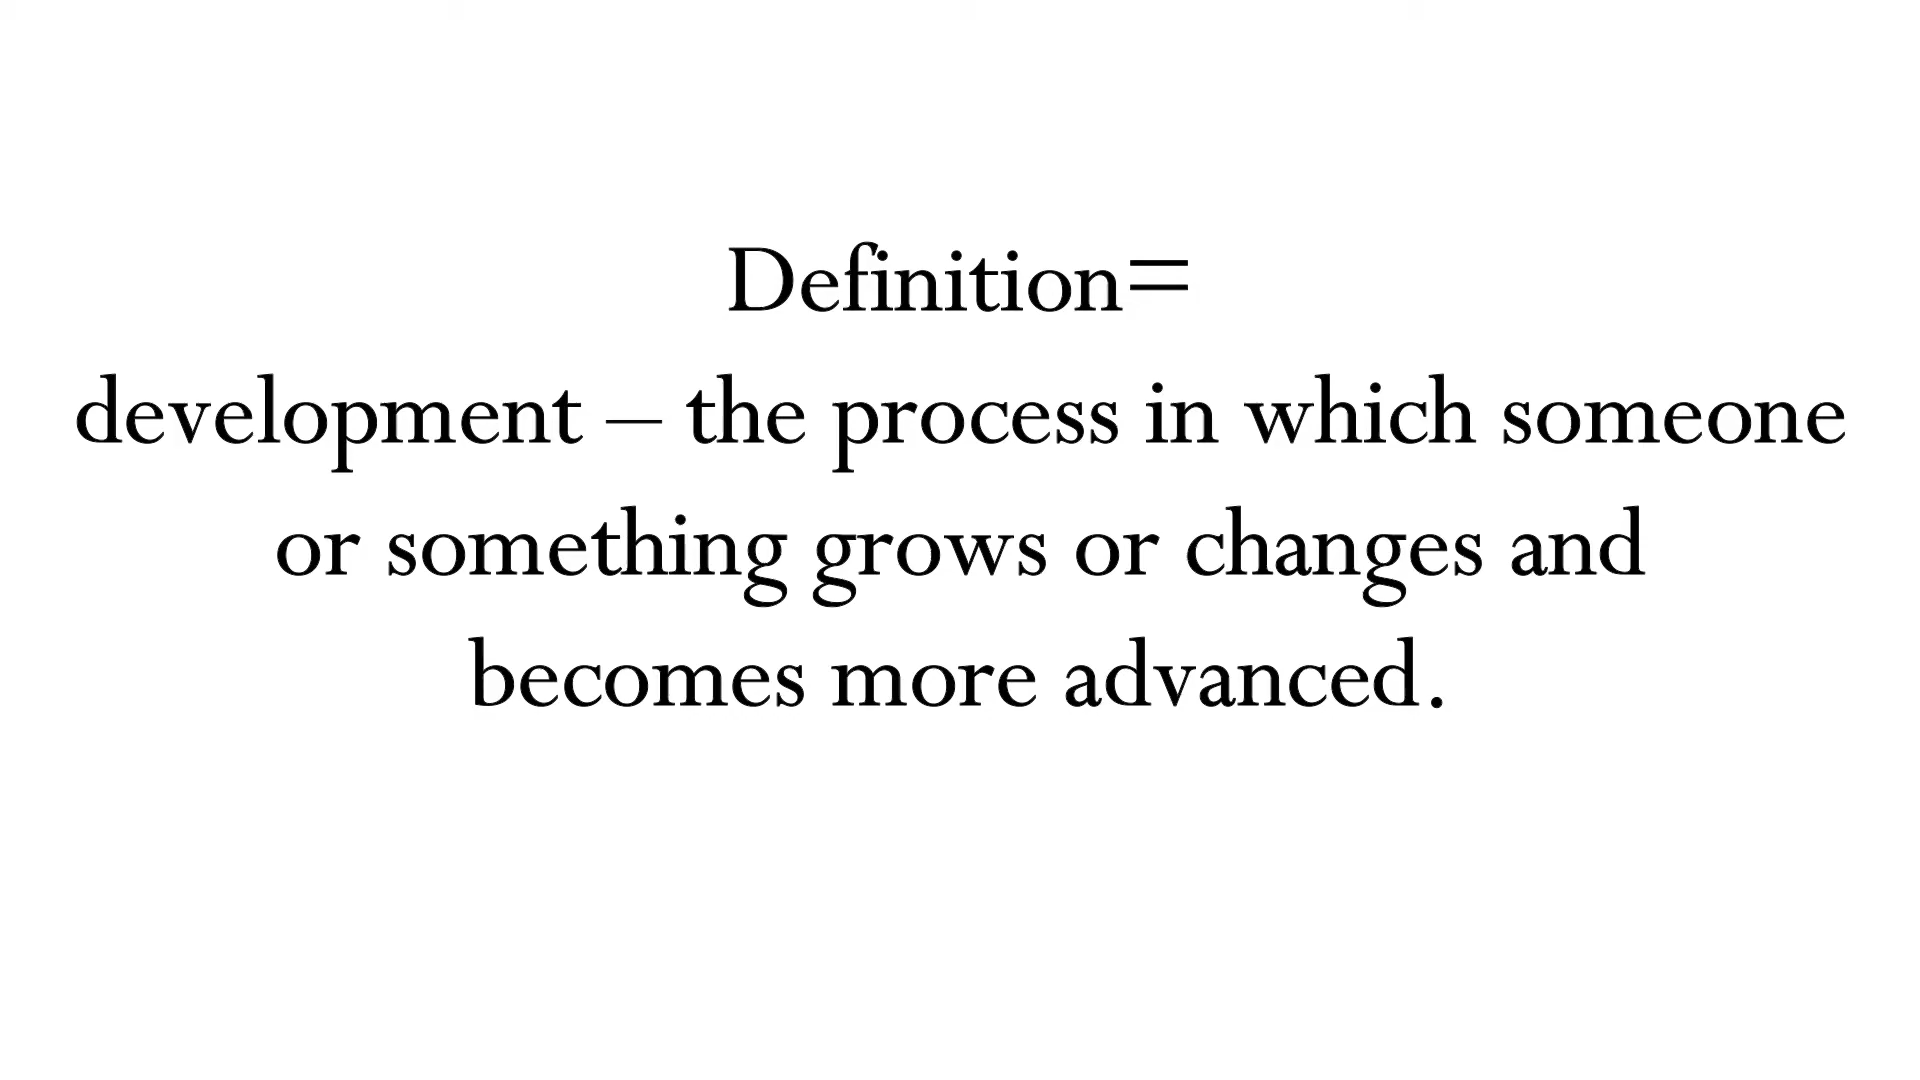 Definition=
development – the process in which someone
or something grows or changes and
becomes more advanced.